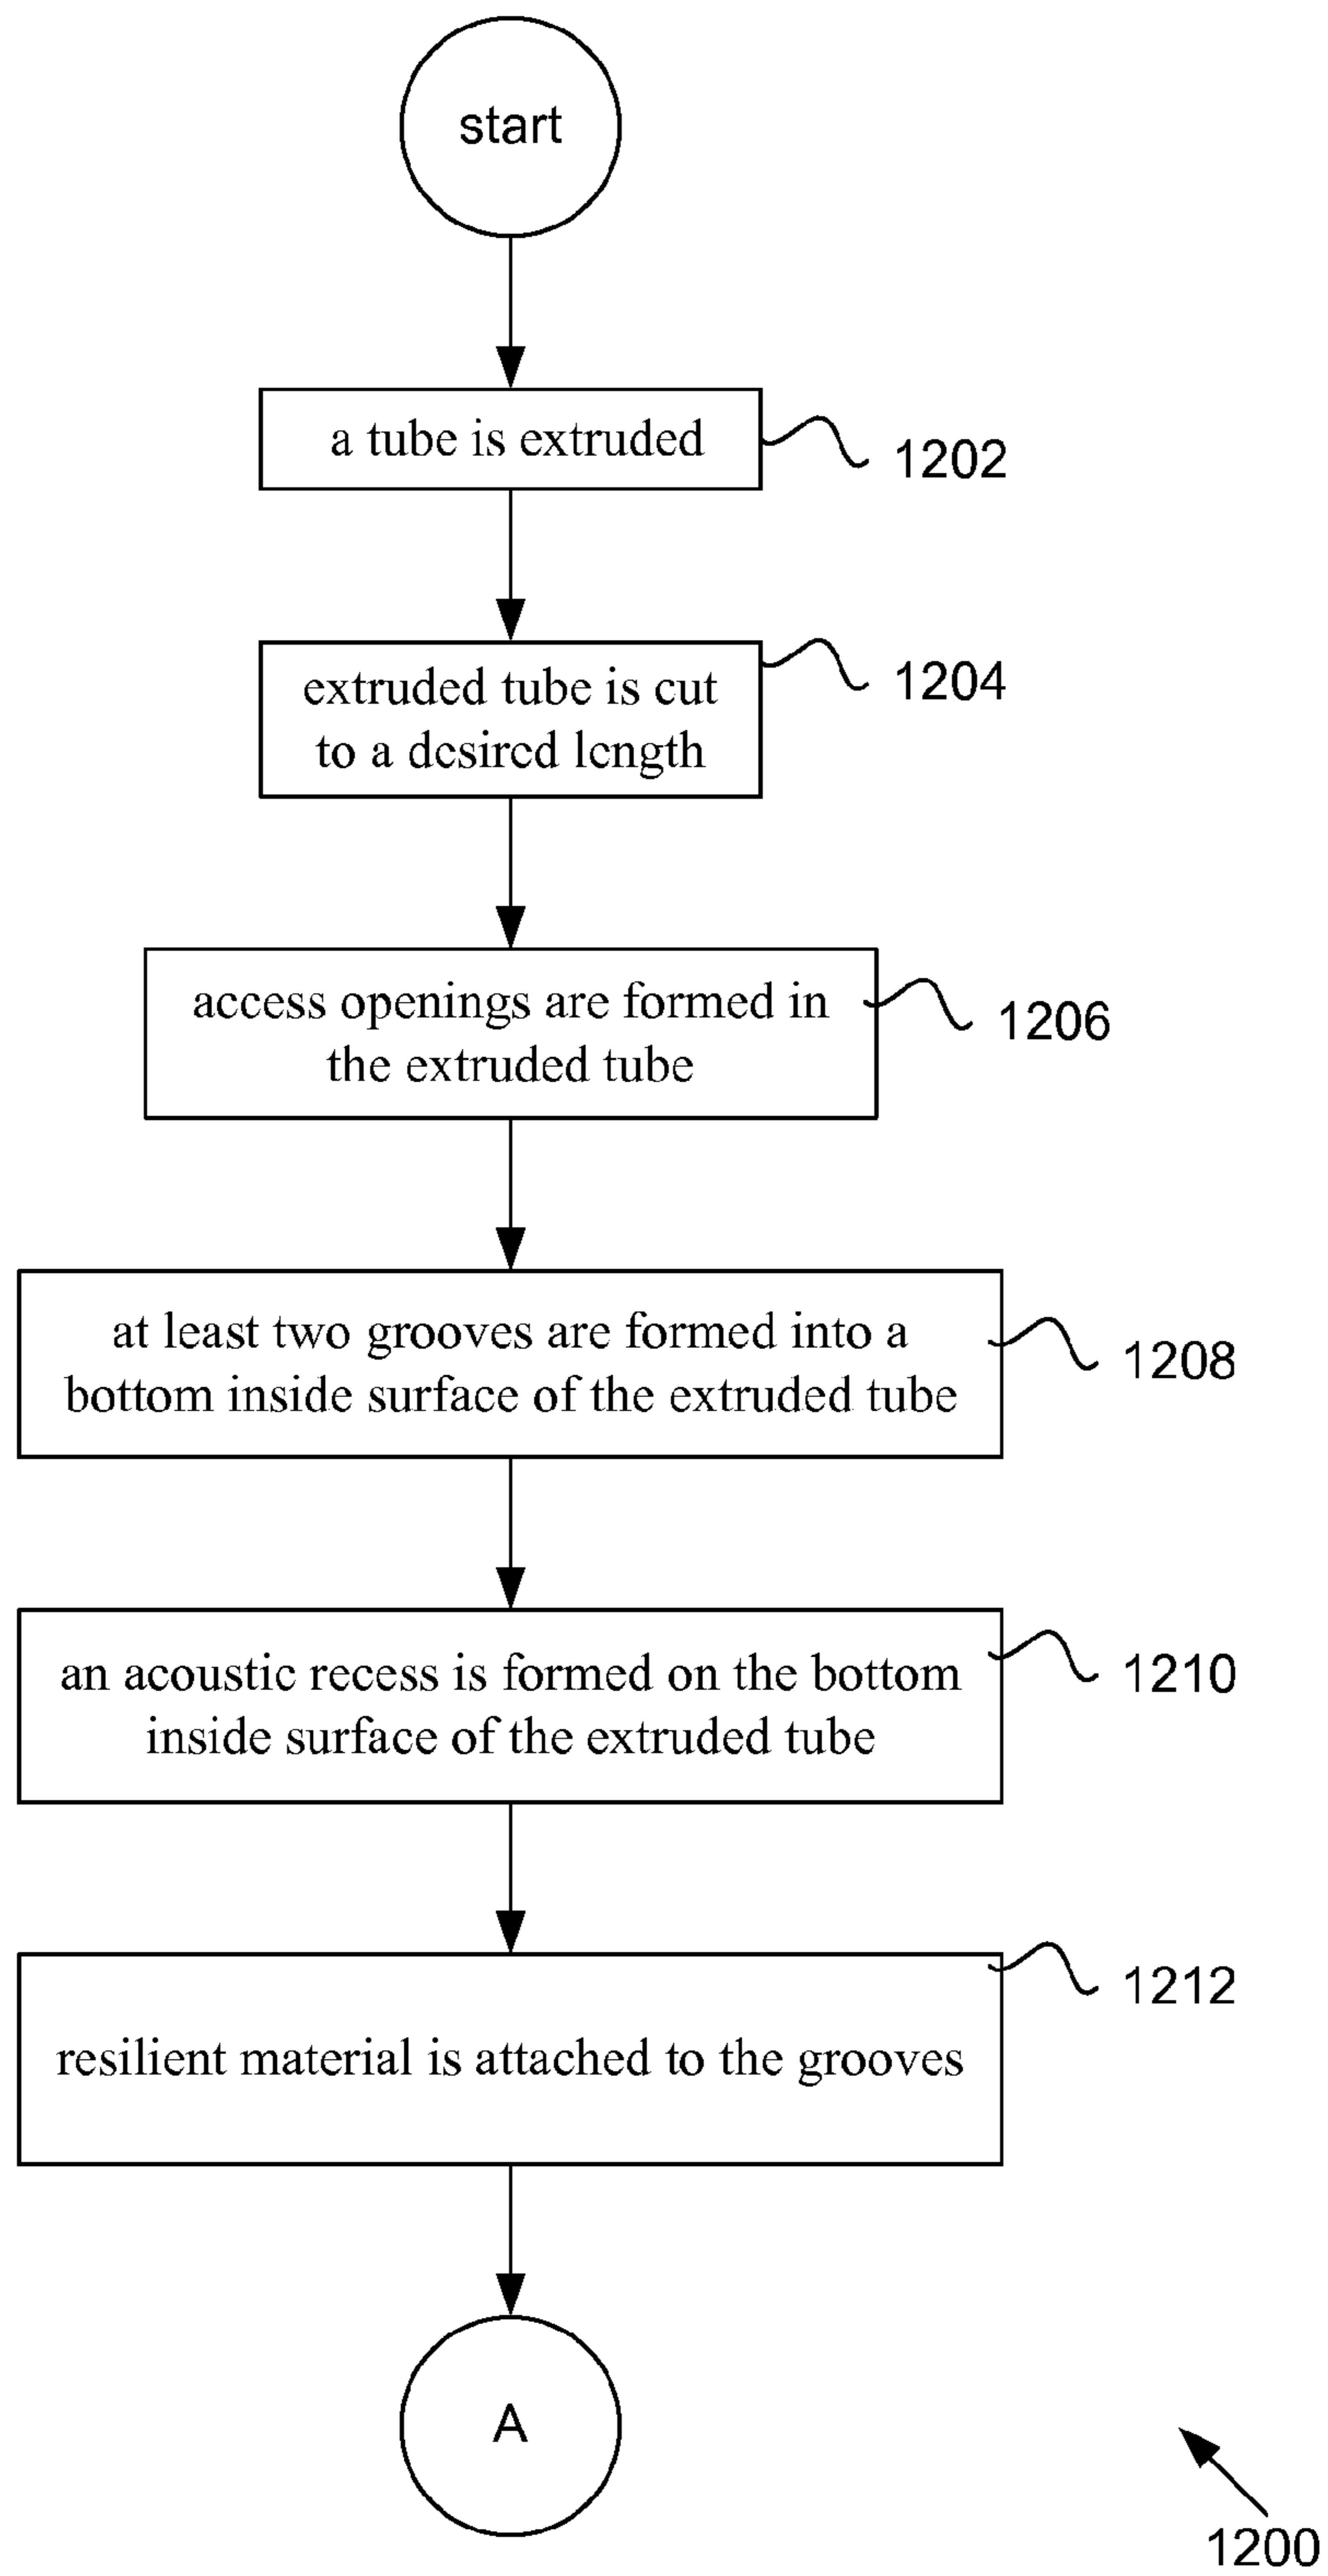 start
a tube is extruded
1202
extruded tube is cut
to a desired length
1204
access openings are formed in
the extruded tube
1206
at least two grooves are formed into a
bottom inside surface of the extruded tube
1208
an acoustic recess is formed on the bottom
inside surface of the extruded tube
1210
resilient material is attached to the grooves
1212
A
1200